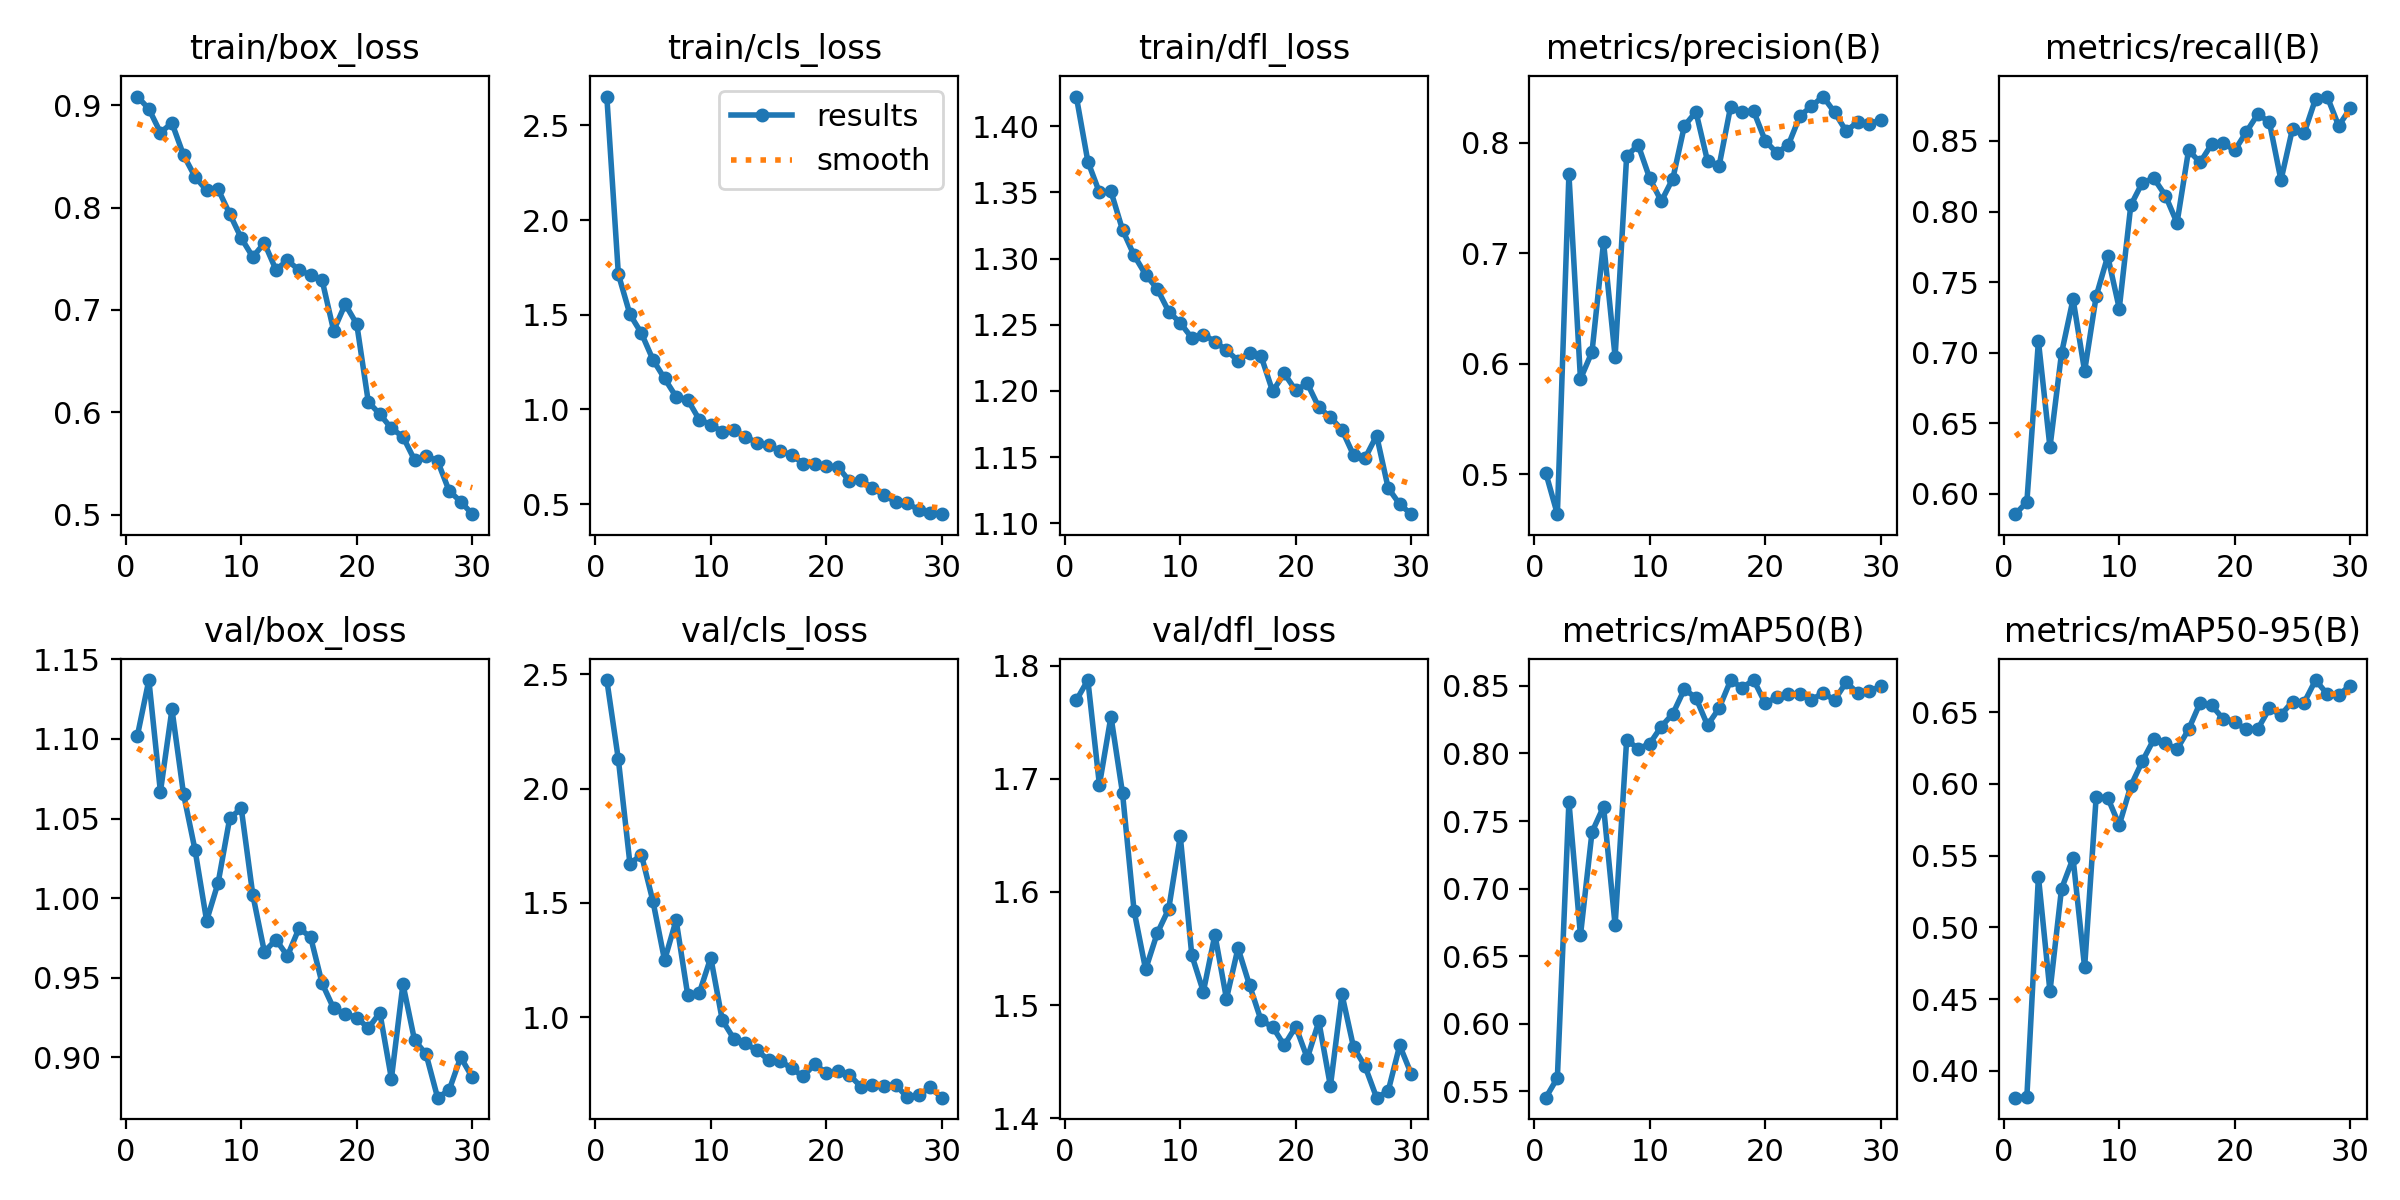 train/box_loss
0.9
0.8
0.7
0.6
0.5
0 10 20 30
train/cls_loss
results
smooth
2.5
2.0
1.5
1.0
0.5
0 10 20 30
train/dfl_loss
1.40
1.35
1.30
1.25
1.20
1.15
1.10
0 10 20 30
metrics/precision(B)
0.8
0.7
0.6
0.5
0 10 20 30
metrics/recall(B)
0.85
0.80
0.75
0.70
0.65
0.60
0 10 20 30
val/box_loss
1.15
1.10
1.05
1.00
0.95
0.90
0 10 20 30
val/cls_loss
2.5
2.0
1.5
1.0
0 10 20 30
val/dfl_loss
1.8
1.7
1.6
1.5
1.4
0 10 20 30
metrics/mAP50(B)
0.85
0.80
0.75
0.70
0.65
0.60
0.55
0 10 20 30
metrics/mAP50-95(B)
0.65
0.60
0.55
0.50
0.45
0.40
0 10 20 30